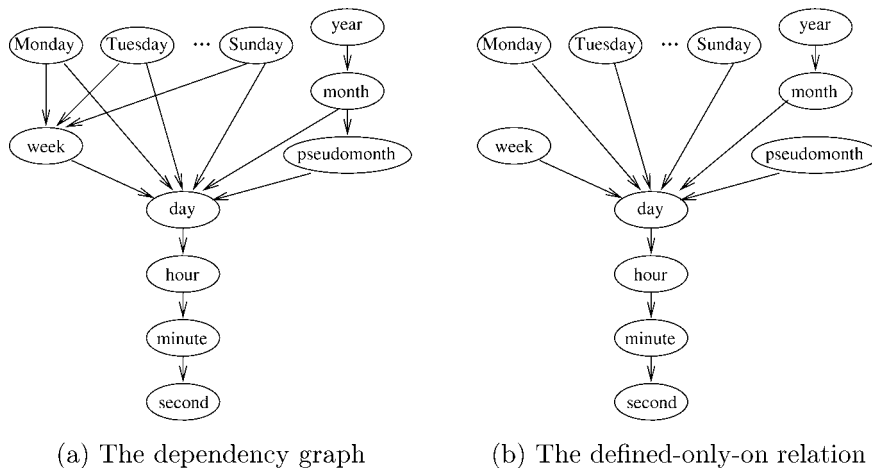 Monday Tuesday ... Sunday year
month
week
pseudomonth
day
hour
minute
second
(a) The dependency graph
Monday Tuesday ... Sunday year
month
week
pseudomonth
day
hour
minute
second
(b) The defined-only-on relation